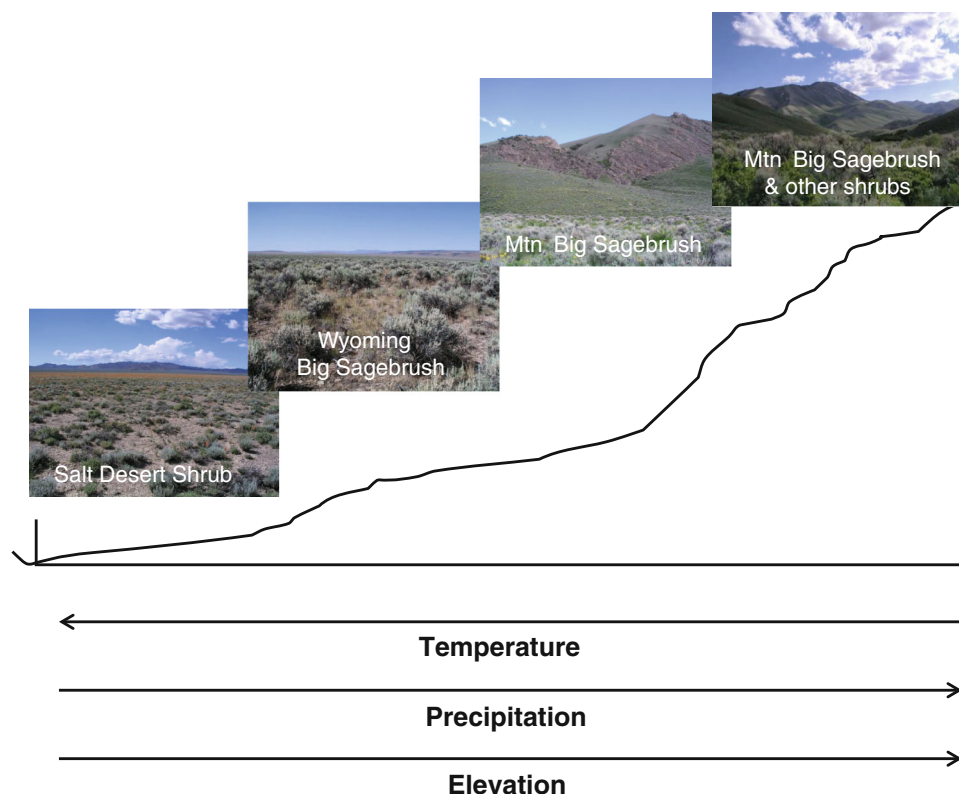 Mtn Big Sagebrush
& other shrubs
Mtn Big Sagebrush
Wyoming
Big Sagebrush
Salt Desert Shrub
Temperature
Precipitation
Elevation